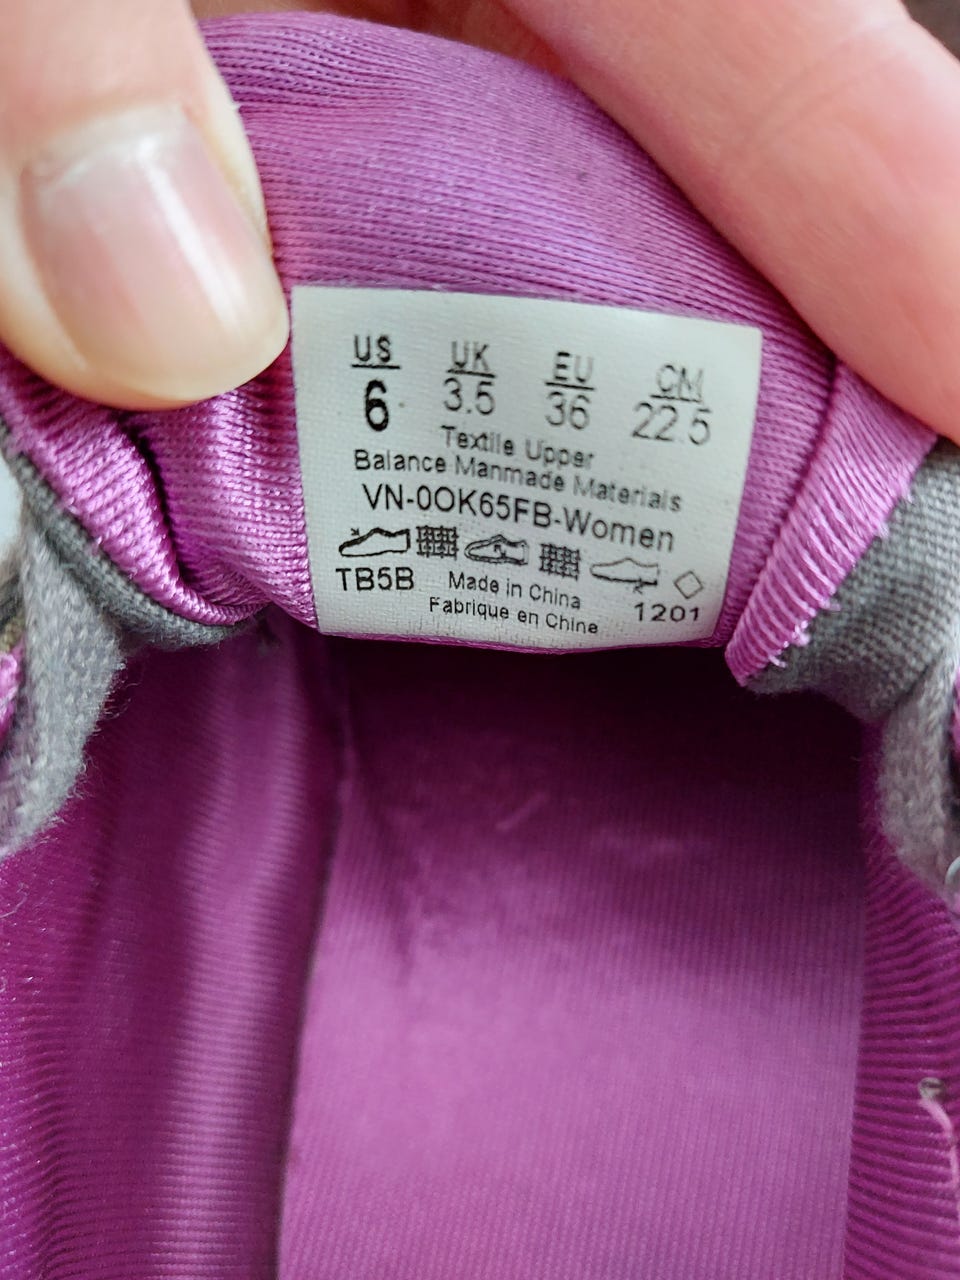 US UK EU CM
6 3.5 36 22.5
Textile Upper
Balance Manmade Materials
VN-0OK65FB-Women
TB5B Made in China 1201
Fabrique en Chine